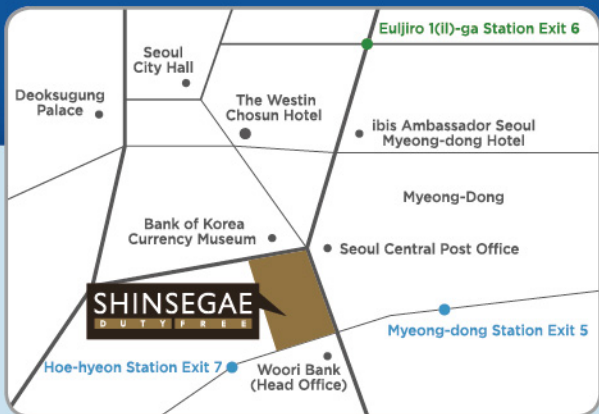 Euljiro 1(il)-ga Station Exit 6
Seoul
City Hall
Deoksugung
Palace
The Westin
Chosun Hotel
ibis Ambassador Seoul
Myeong-dong Hotel
Myeong-Dong
Bank of Korea
Currency Museum
Seoul Central Post Office
SHINSEGAE
DUTY FREE
Myeong-dong Station Exit 5
Hoe-hyeon Station Exit 7
Woori Bank
(Head Office)